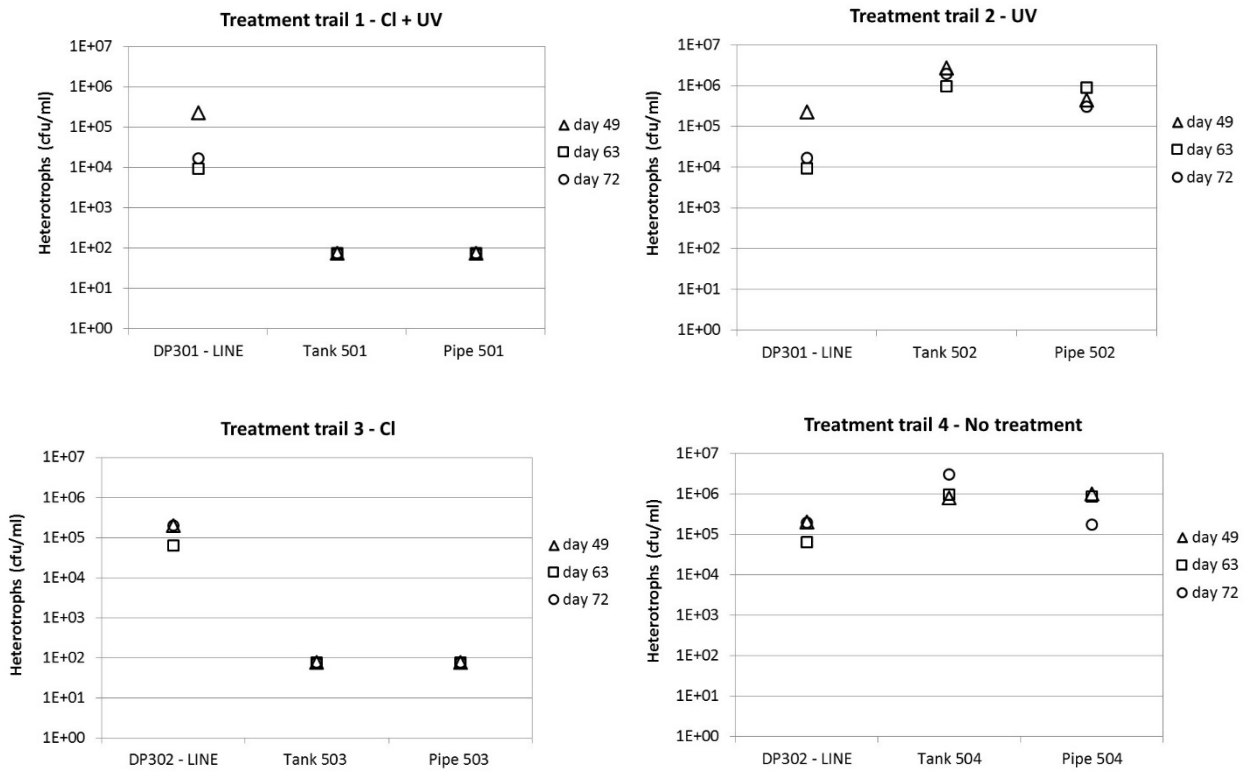 Treatment trail 1 - Cl + UV
Heterotrophs (cfu/ml)
1E+07
1E+06
1E+05
1E+04
1E+03
1E+02
1E+01
1E+00
DP301 - LINE Tank 501 Pipe 501
day 49
day 63
day 72
Treatment trail 2 - UV
Heterotrophs (cfu/ml)
1E+07
1E+06
1E+05
1E+04
1E+03
1E+02
1E+01
1E+00
DP301 - LINE Tank 502 Pipe 502
day 49
day 63
day 72
Treatment trail 3 - Cl
Heterotrophs (cfu/ml)
1E+07
1E+06
1E+05
1E+04
1E+03
1E+02
1E+01
1E+00
DP302 - LINE Tank 503 Pipe 503
day 49
day 63
day 72
Treatment trail 4 - No treatment
Heterotrophs (cfu/ml)
1E+07
1E+06
1E+05
1E+04
1E+03
1E+02
1E+01
1E+00
DP302 - LINE Tank 504 Pipe 504
day 49
day 63
day 72